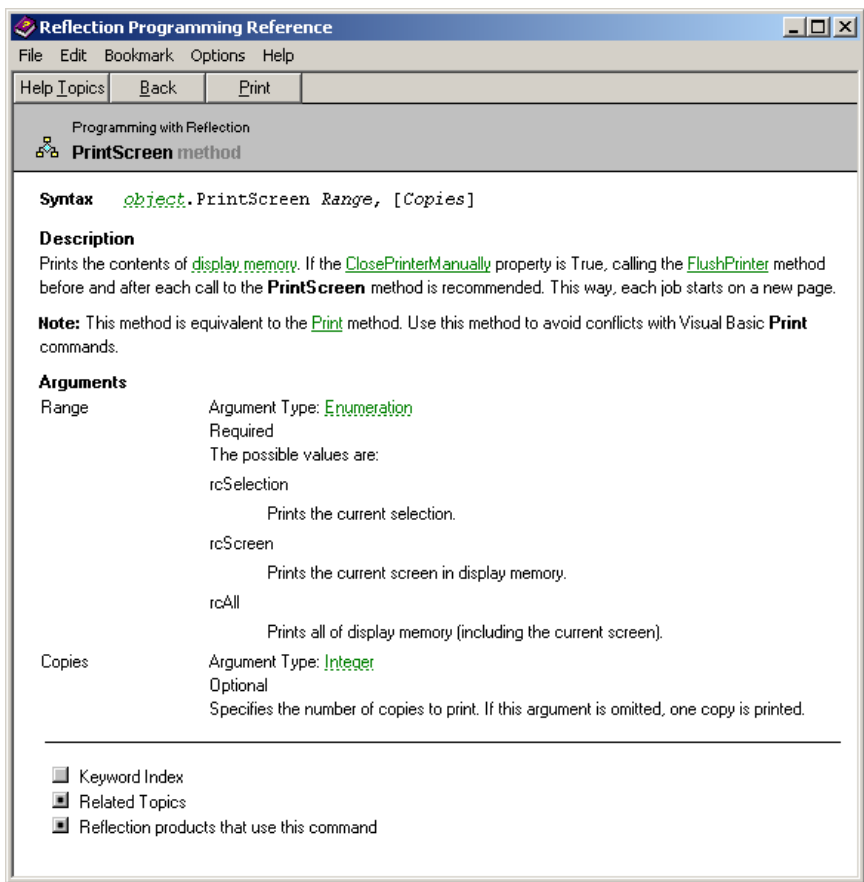 Reflection Programming Reference
File Edit Bookmark Options Help
Help Topics Back Print
Programming with Reflection
PrintScreen method
Syntax object.PrintScreen Range, [Copies]
Description
Prints the contents of display memory. If the ClosePrinterManually property is True, calling the FlushPrinter method
before and after each call to the PrintScreen method is recommended. This way, each job starts on a new page.
Note: This method is equivalent to the Print method. Use this method to avoid conflicts with Visual Basic Print
commands.
Arguments
Range Argument Type: Enumeration
Required
The possible values are:
rcSelection
Prints the current selection.
rcScreen
Prints the current screen in display memory.
rcAll
Prints all of display memory (including the current screen).
Copies Argument Type: Integer
Optional
Specifies the number of copies to print. If this argument is omitted, one copy is printed.
Keyword Index
Related Topics
Reflection products that use this command